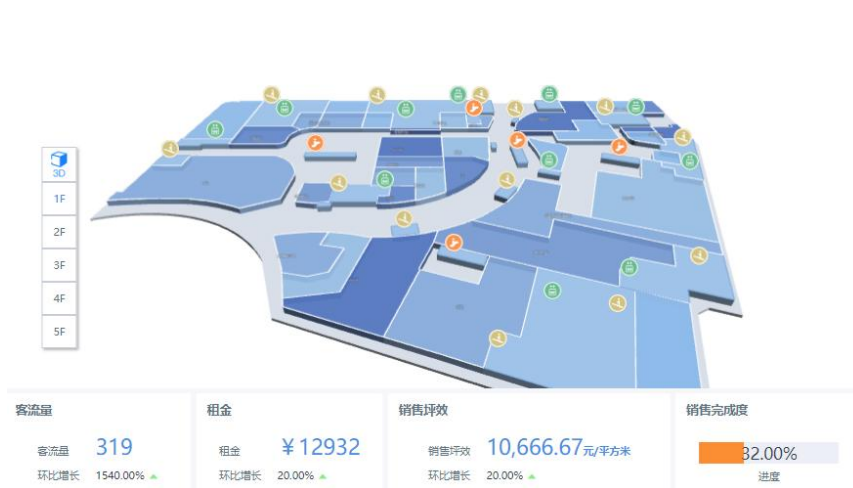 3D
1F
2F
3F
4F
5F
客流量
客流量 319
环比增长 1540.00%
租金
租金 ¥12932
环比增长 20.00%
销售坪效
销售坪效 10,666.67元/平方米
环比增长 20.00%
销售完成度
32.00%
进度